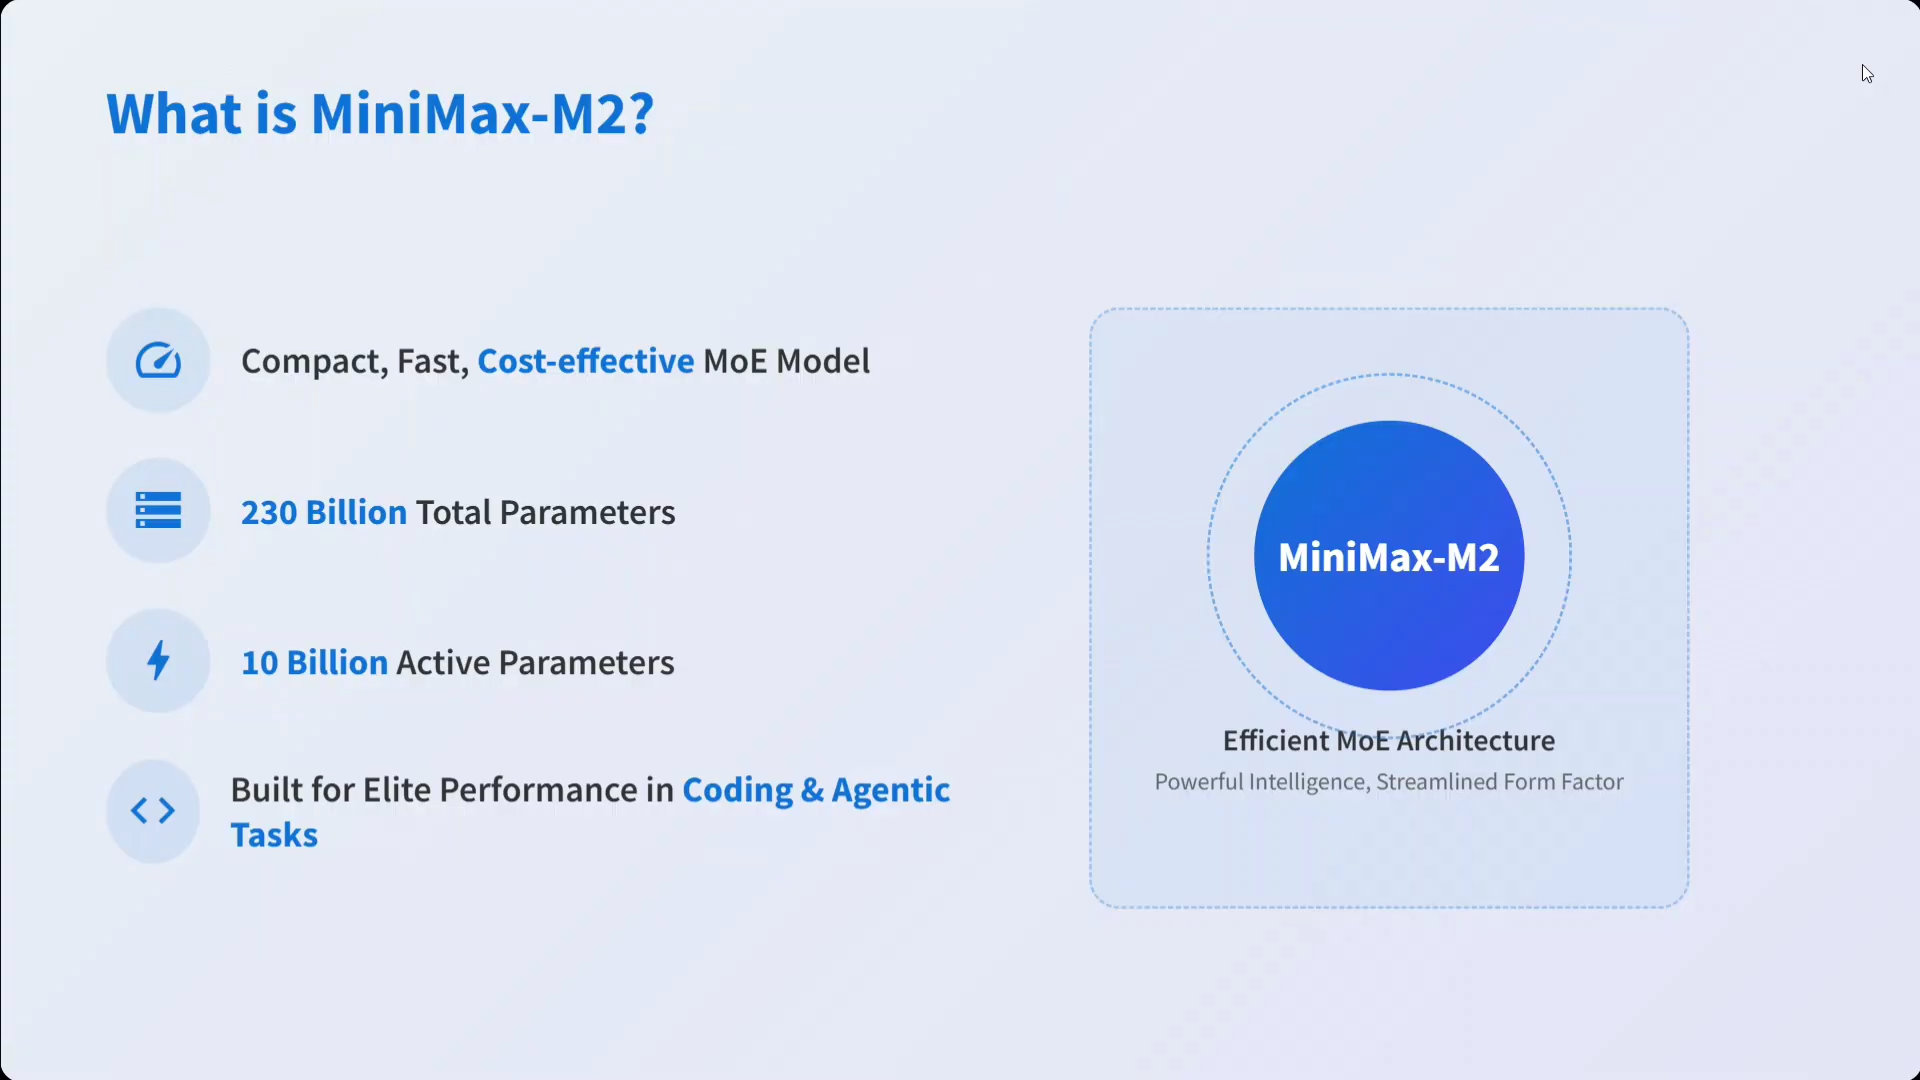 What is MiniMax-M2?
Compact, Fast, Cost-effective MoE Model
230 Billion Total Parameters
10 Billion Active Parameters
Built for Elite Performance in Coding & Agentic
Tasks
MiniMax-M2
Efficient MoE Architecture
Powerful Intelligence, Streamlined Form Factor